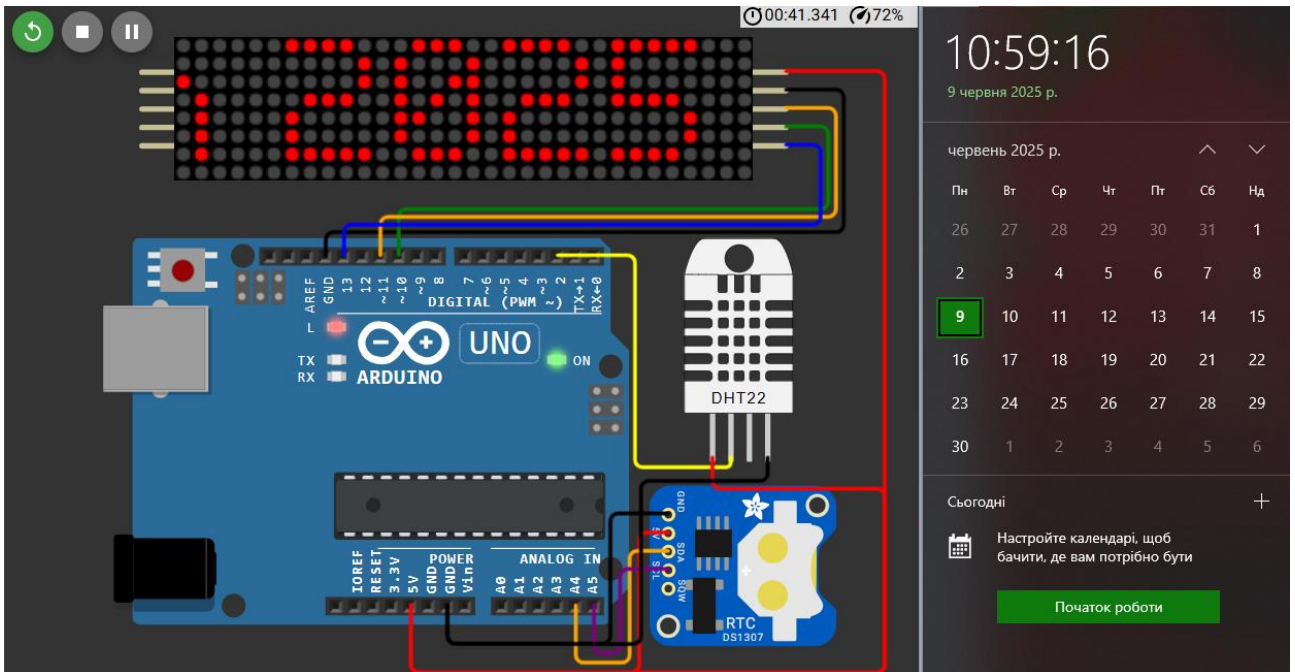 00:41.341 72%
2025
AREF
GND
13
12
~11
~10
~9
8
7
~6
~5
4
~3
2
TX→1
RX←0
DIGITAL (PWM ~)
L
TX
RX
ARDUINO
UNO
ON
IOREF
RESET
3.3V
5V
GND
GND
Vin
POWER
ANALOG IN
A0
A1
A2
A3
A4
A5
DHT22
GND
5V
SDA
SCL
SQW
RTC
DS1307
10:59:16
9 червня 2025 р.
червень 2025 р.
Пн Вт Ср Чт Пт Сб Нд
26 27 28 29 30 31 1
2 3 4 5 6 7 8
9 10 11 12 13 14 15
16 17 18 19 20 21 22
23 24 25 26 27 28 29
30 1 2 3 4 5 6
Сьогодні
Настройте календарі, щоб
бачити, де вам потрібно бути
Початок роботи